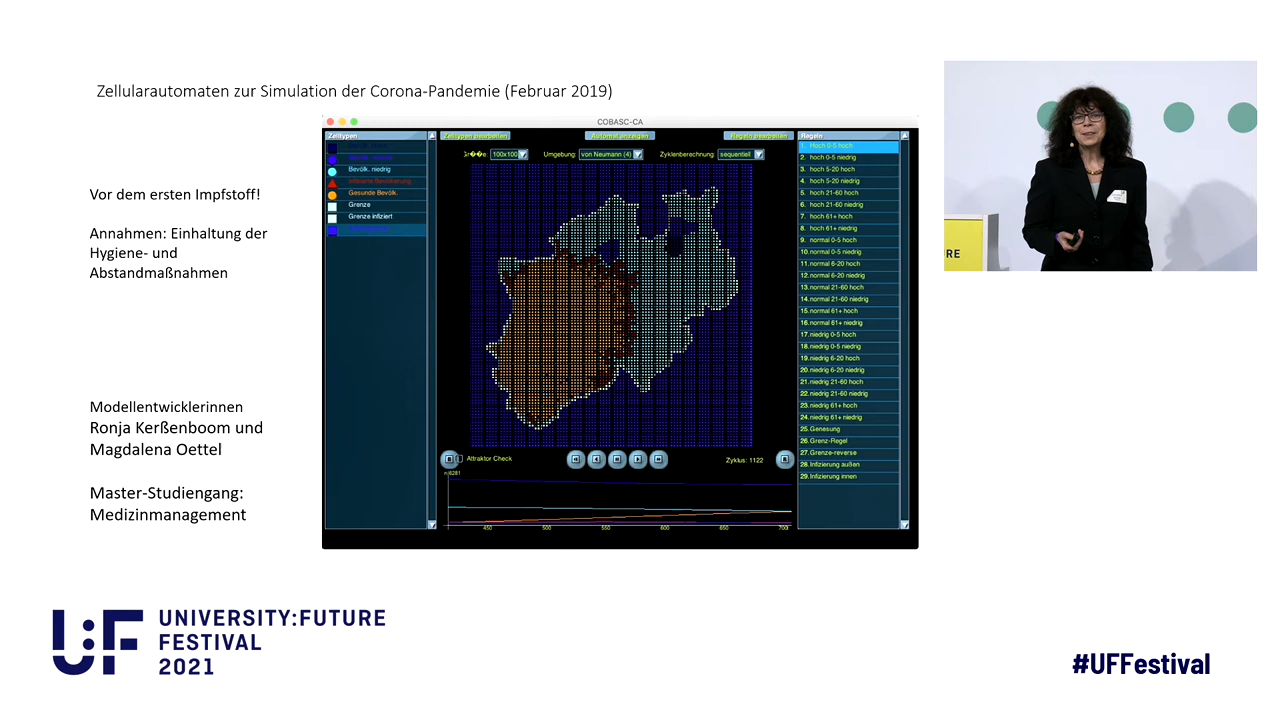 Zellularautomaten zur Simulation der Corona-Pandemie (Februar 2019)
Vor dem ersten Impfstoff!
Annahmen: Einhaltung der
Hygiene- und
Abstandmaßnahmen
Modellentwicklerinnen
Ronja Kerßenboom und
Magdalena Oettel
Master-Studiengang:
Medizinmanagement
COBASC-CA
Zelltypen
Zelltypen bearbeiten
Automat anzeigen
Regeln bearbeiten
Regeln
100x100
Umgebung: von Neumann (4)
Zyklenberechnung: sequentiell
Bevölk. niedrig
Gesunde Bevölk.
Grenze
Grenze infiziert
1. Hoch 0-5 hoch
2. hoch 0-5 niedrig
3. hoch 5-20 hoch
4. hoch 5-20 niedrig
5. hoch 21-60 hoch
6. hoch 21-60 niedrig
7. hoch 61+ hoch
8. hoch 61+ niedrig
9. normal 0-5 hoch
10. normal 0-5 niedrig
11. normal 6-20 hoch
12. normal 6-20 niedrig
13. normal 21-60 hoch
14. normal 21-60 niedrig
15. normal 61+ hoch
16. normal 61+ niedrig
17. niedrig 0-5 hoch
18. niedrig 0-5 niedrig
19. niedrig 6-20 hoch
20. niedrig 6-20 niedrig
21. niedrig 21-60 hoch
22. niedrig 21-60 niedrig
23. niedrig 61+ hoch
24. niedrig 61+ niedrig
25. Genesung
26. Grenz-Regel
27. Grenze-reverse
28. Infizierung außen
29. Infizierung innen
Attraktor Check
Zyklus: 1122
450 500 550 600 650 700
RE
U:F
UNIVERSITY:FUTURE
FESTIVAL
2021
#UFFestival